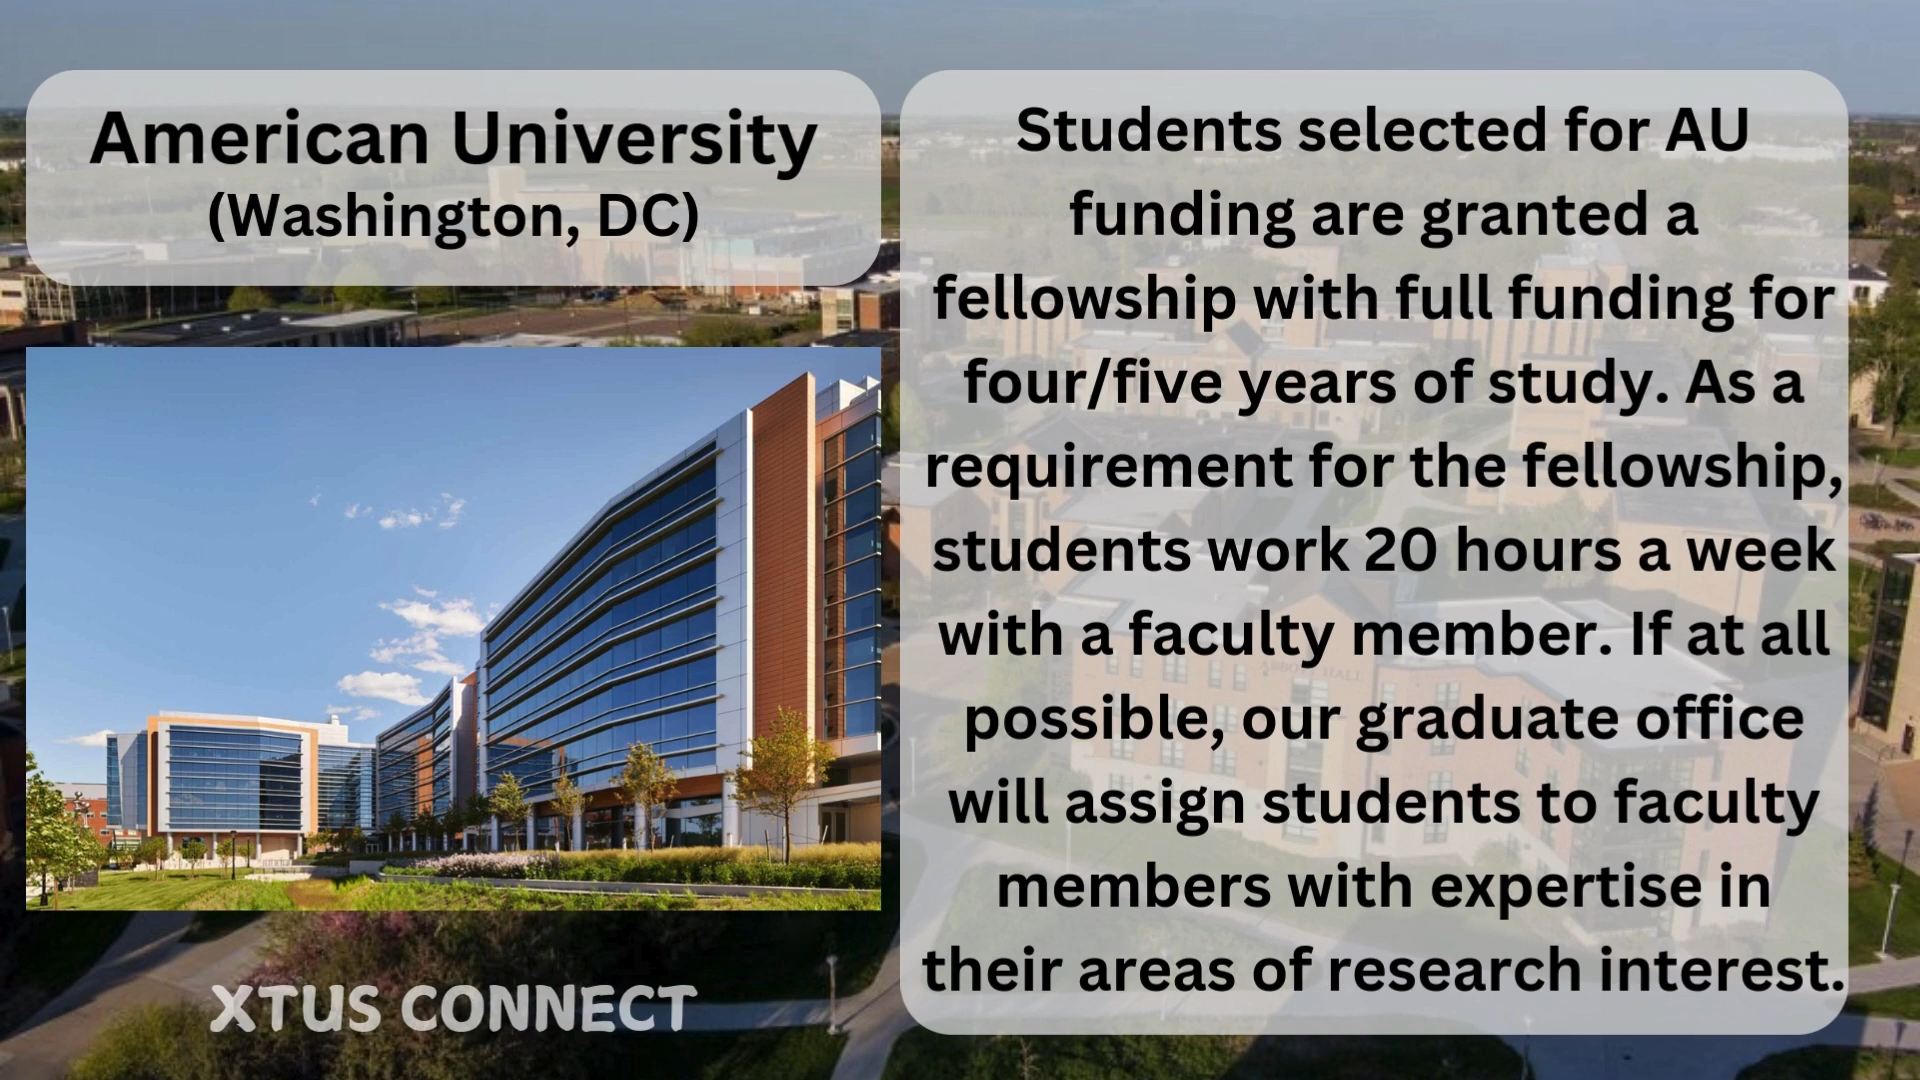 American University
(Washington, DC)
Students selected for AU
funding are granted a
fellowship with full funding for
four/five years of study. As a
requirement for the fellowship,
students work 20 hours a week
with a faculty member. If at all
possible, our graduate office
will assign students to faculty
members with expertise in
their areas of research interest.
XTUS CONNECT